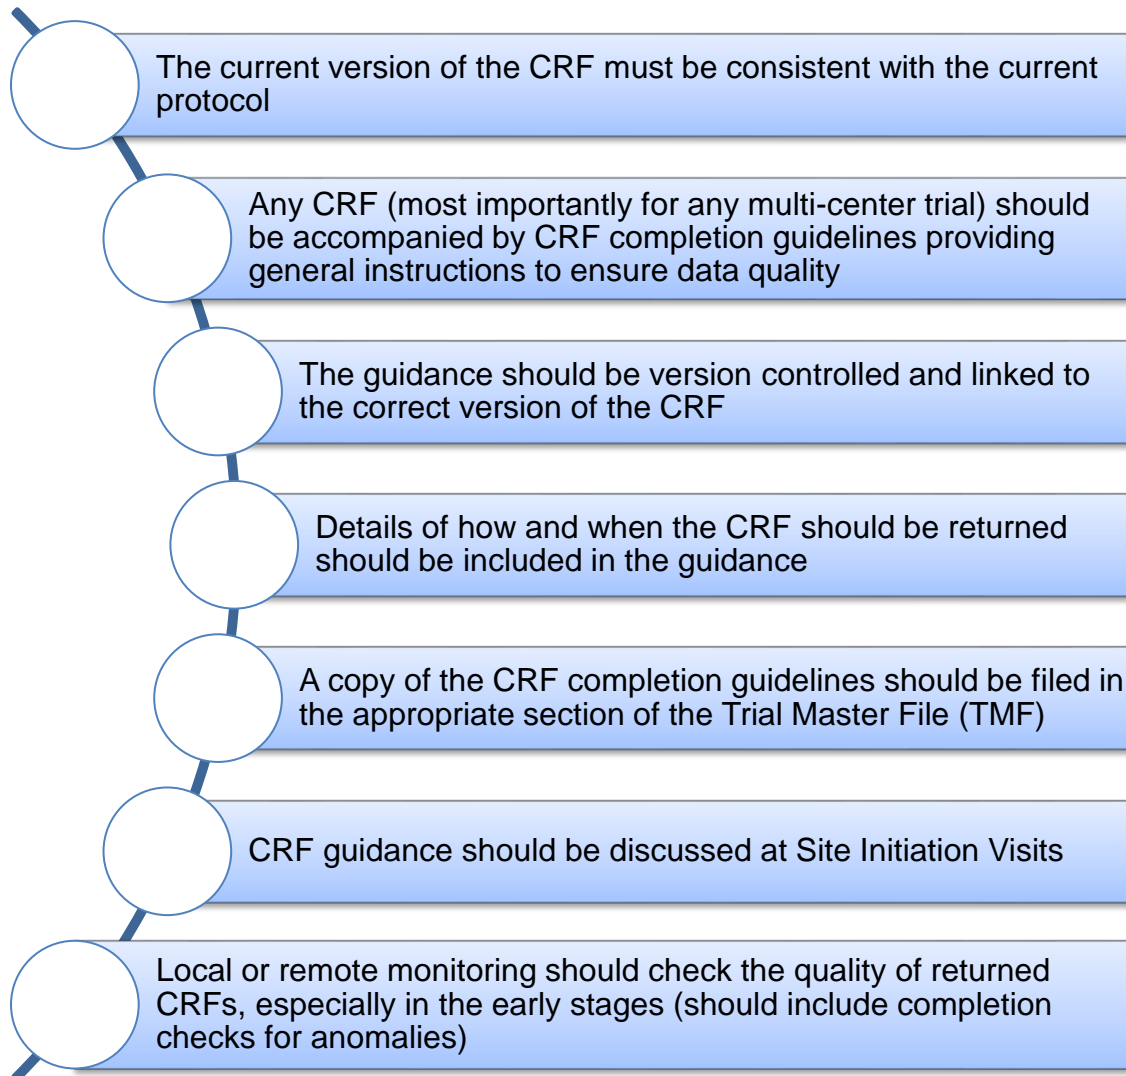 The current version of the CRF must be consistent with the current
protocol
Any CRF (most importantly for any multi-center trial) should
be accompanied by CRF completion guidelines providing
general instructions to ensure data quality
The guidance should be version controlled and linked to
the correct version of the CRF
Details of how and when the CRF should be returned
should be included in the guidance
A copy of the CRF completion guidelines should be filed in
the appropriate section of the Trial Master File (TMF)
CRF guidance should be discussed at Site Initiation Visits
Local or remote monitoring should check the quality of returned
CRFs, especially in the early stages (should include completion
checks for anomalies)